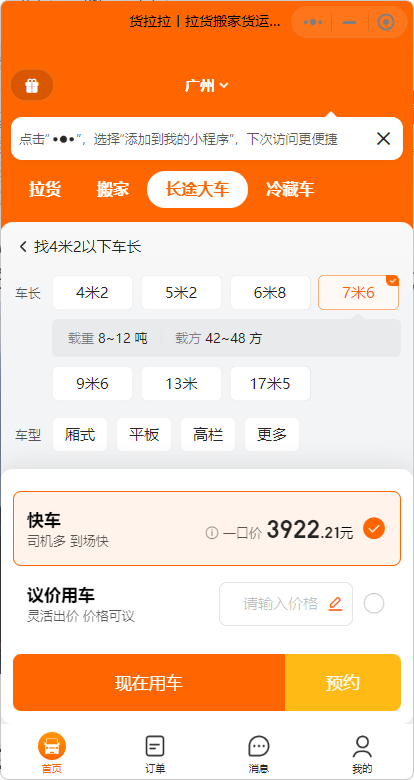 货拉拉丨拉货搬家货运...
广州
点击“•●•”，选择“添加到我的小程序”，下次访问更便捷
拉货 搬家 长途大车 冷藏车
找4米2以下车长
车长 4米2 5米2 6米8 7米6
载重 8~12 吨 载方 42~48 方
9米6 13米 17米5
车型 厢式 平板 高栏 更多
快车
司机多 到场快
一口价 3922.21元
议价用车
灵活出价 价格可议
请输入价格
现在用车 预约
首页 订单 消息 我的